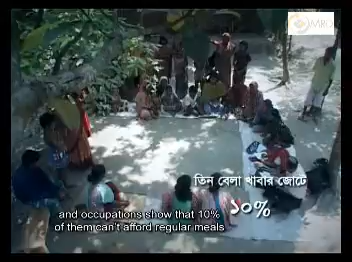 তিন বেলা খাবার জোটে
১০%
and occupations show that 10%
of them can't afford regular meals